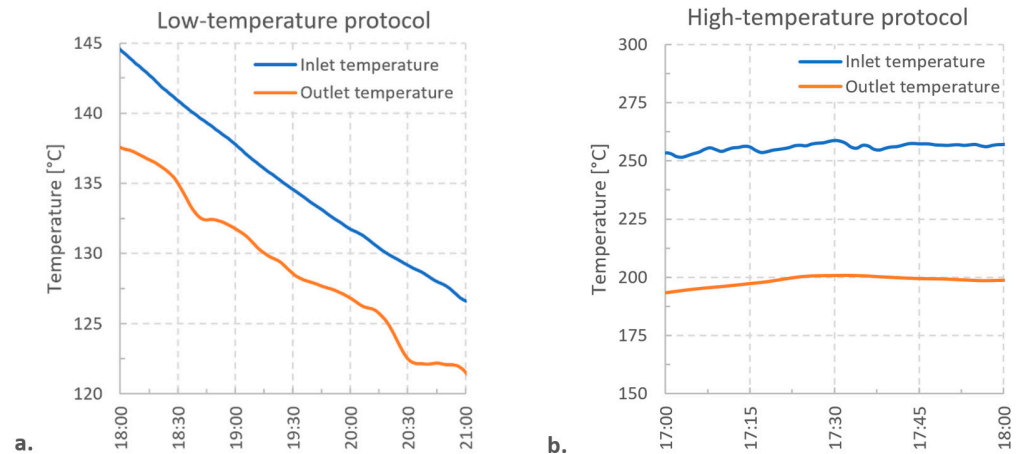 Low-temperature protocol
Temperature [°C]
145
140
135
130
125
120
Inlet temperature
Outlet temperature
18:00
18:30
19:00
19:30
20:00
20:30
21:00
a.
High-temperature protocol
Temperature [°C]
300
275
250
225
200
175
150
Inlet temperature
Outlet temperature
17:00
17:15
17:30
17:45
18:00
b.